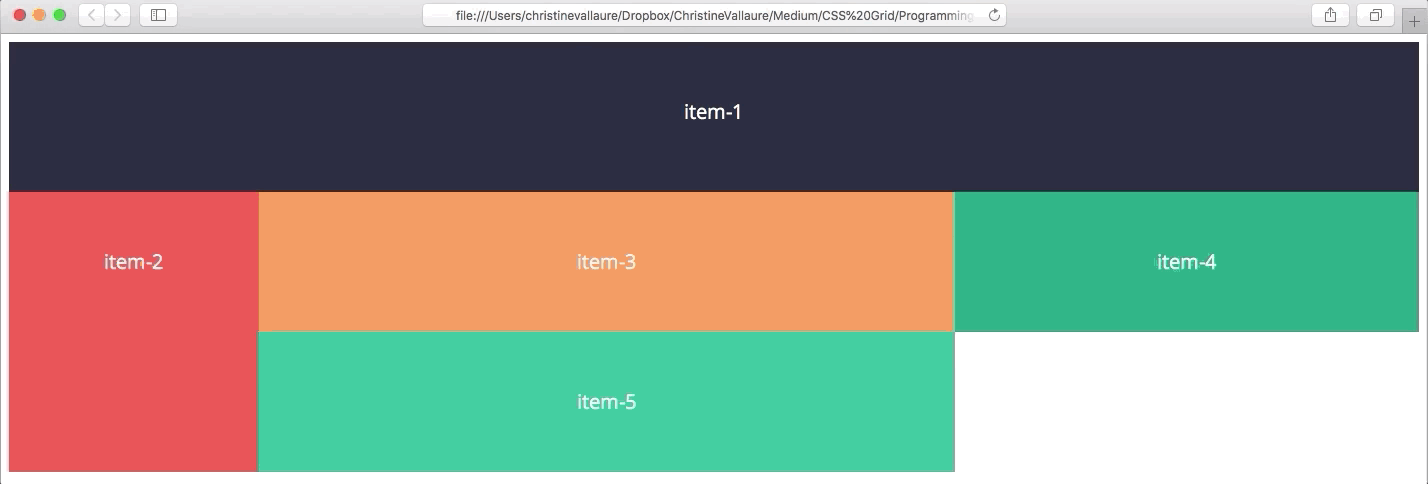 file:///Users/christinevallaure/Dropbox/ChristineVallaure/Medium/CSS%20Grid/Programming
item-1
item-2 item-3 item-4
item-5